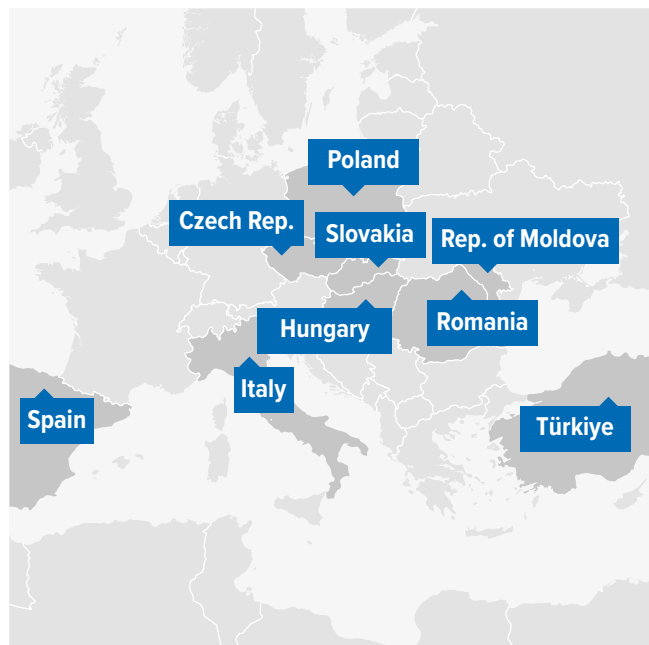 Poland
Czech Rep.
Slovakia
Rep. of Moldova
Hungary
Romania
Italy
Spain
Türkiye